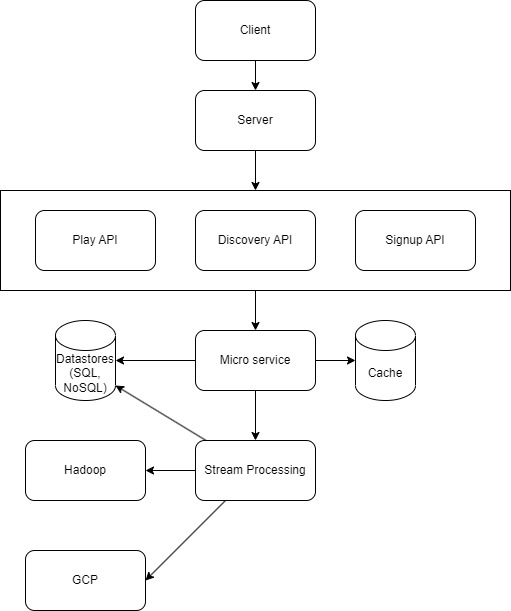 Client
Server
Play API
Discovery API
Signup API
Datastores
(SQL,
NoSQL)
Micro service
Cache
Hadoop
Stream Processing
GCP